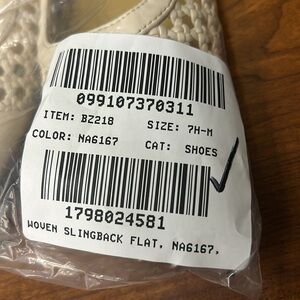 099107370311
ITEM: BZ218 SIZE: 7H-M
COLOR: NA6167 CAT: SHOES
1798024581
WOVEN SLINGBACK FLAT, NA6167,